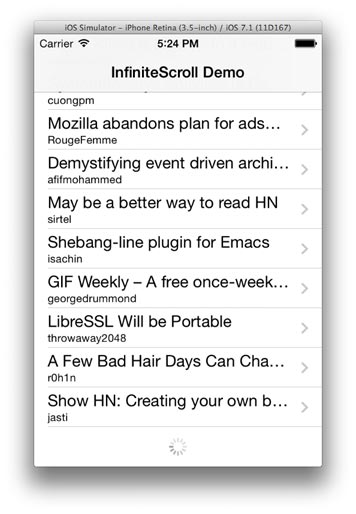 iOS Simulator – iPhone Retina (3.5-inch) / iOS 7.1 (11D167)
Carrier 5:24 PM
InfiniteScroll Demo
cuongpm
Mozilla abandons plan for ads...
RougeFemme
Demystifying event driven archi...
afifmohammed
May be a better way to read HN
sirtel
Shebang-line plugin for Emacs
isachin
GIF Weekly – A free once-week...
georgedrummond
LibreSSL Will be Portable
throwaway2048
A Few Bad Hair Days Can Cha...
r0h1n
Show HN: Creating your own b...
jasti